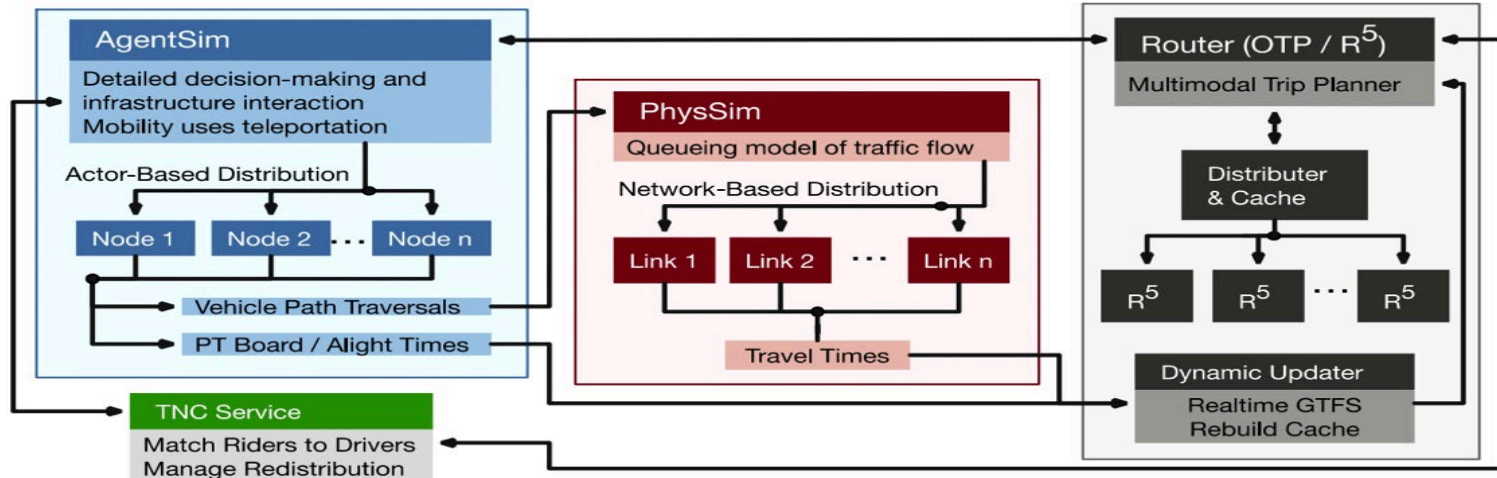 AgentSim
Detailed decision-making and
infrastructure interaction
Mobility uses teleportation
Actor-Based Distribution
Node 1
Node 2
...
Node n
Vehicle Path Traversals
PT Board / Alight Times
TNC Service
Match Riders to Drivers
Manage Redistribution
PhysSim
Queueing model of traffic flow
Network-Based Distribution
Link 1
Link 2
...
Link n
Travel Times
Router (OTP / R⁵)
Multimodal Trip Planner
Distributer
& Cache
R⁵
R⁵
...
R⁵
Dynamic Updater
Realtime GTFS
Rebuild Cache